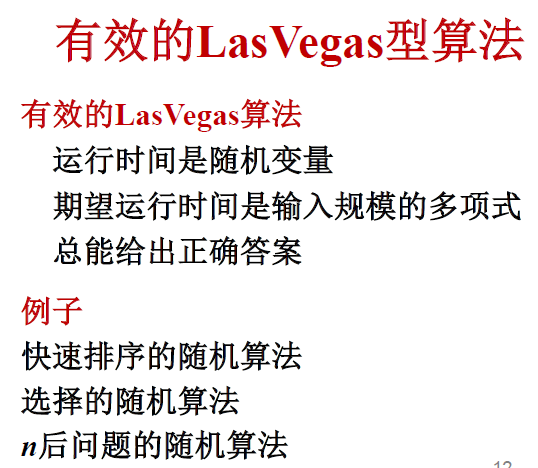 有效的LasVegas型算法
有效的LasVegas算法
运行时间是随机变量
期望运行时间是输入规模的多项式
总能给出正确答案
例子
快速排序的随机算法
选择的随机算法
n后问题的随机算法
12